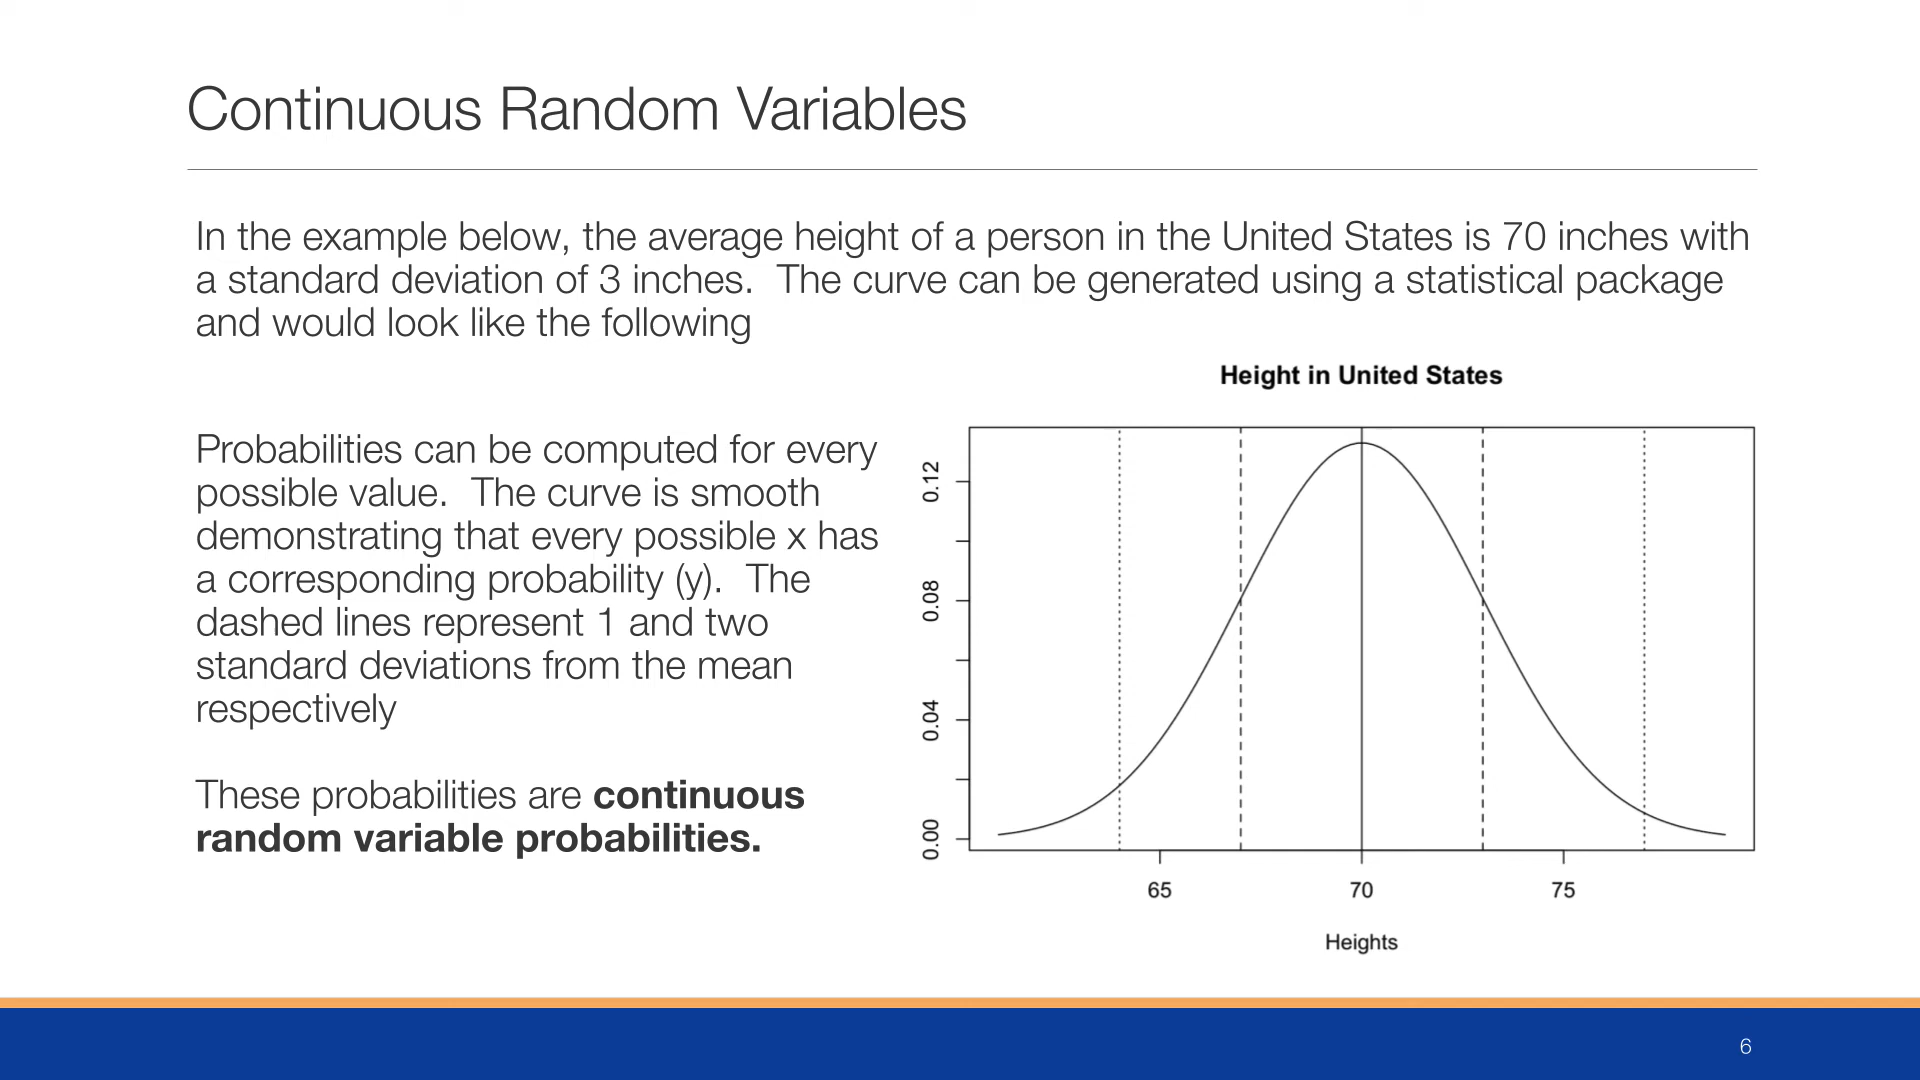 Continuous Random Variables
In the example below, the average height of a person in the United States is 70 inches with
a standard deviation of 3 inches.  The curve can be generated using a statistical package
and would look like the following
Probabilities can be computed for every
possible value.  The curve is smooth
demonstrating that every possible x has
a corresponding probability (y).  The
dashed lines represent 1 and two
standard deviations from the mean
respectively
These probabilities are continuous
random variable probabilities.
Height in United States
0.12
0.08
0.04
0.00
65 70 75
Heights
6